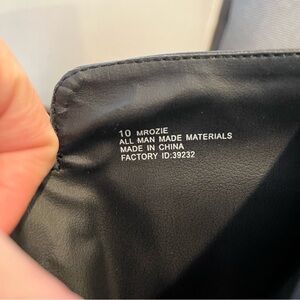 10 MROZIE
ALL MAN MADE MATERIALS
MADE IN CHINA
FACTORY ID:39232